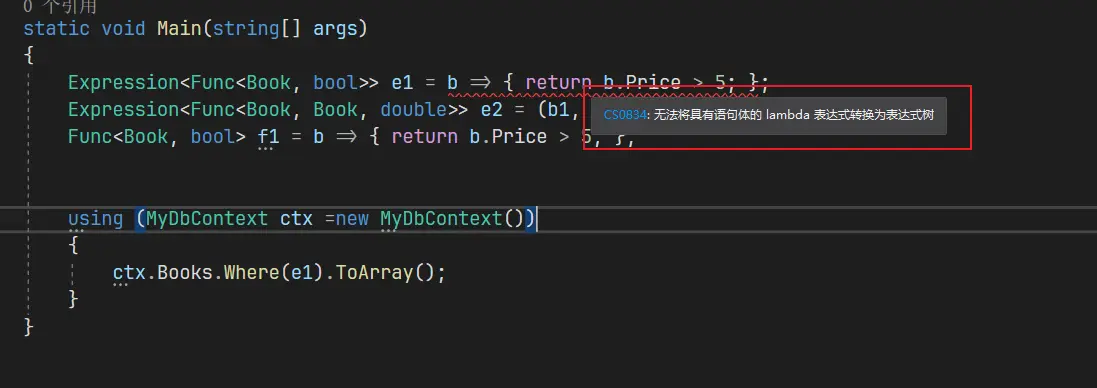 0 个引用
static void Main(string[] args)
{
Expression<Func<Book, bool>> e1 = b => { return b.Price > 5; };
Expression<Func<Book, Book, double>> e2 = (b1,
CS0834: 无法将具有语句体的 lambda 表达式转换为表达式树
Func<Book, bool> f1 = b => { return b.Price > 5; };
using (MyDbContext ctx =new MyDbContext())
{
ctx.Books.Where(e1).ToArray();
}
}